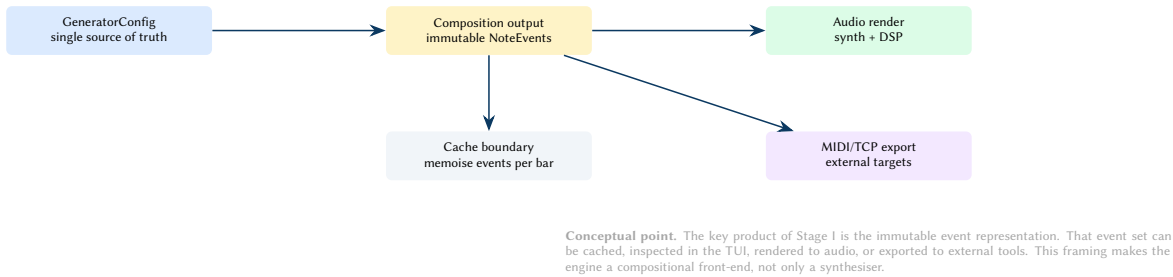 GeneratorConfig
single source of truth
Composition output
immutable NoteEvents
Audio render
synth + DSP
Cache boundary
memoise events per bar
MIDI/TCP export
external targets
Conceptual point. The key product of Stage I is the immutable event representation. That event set can
be cached, inspected in the TUI, rendered to audio, or exported to external tools. This framing makes the
engine a compositional front-end, not only a synthesiser.